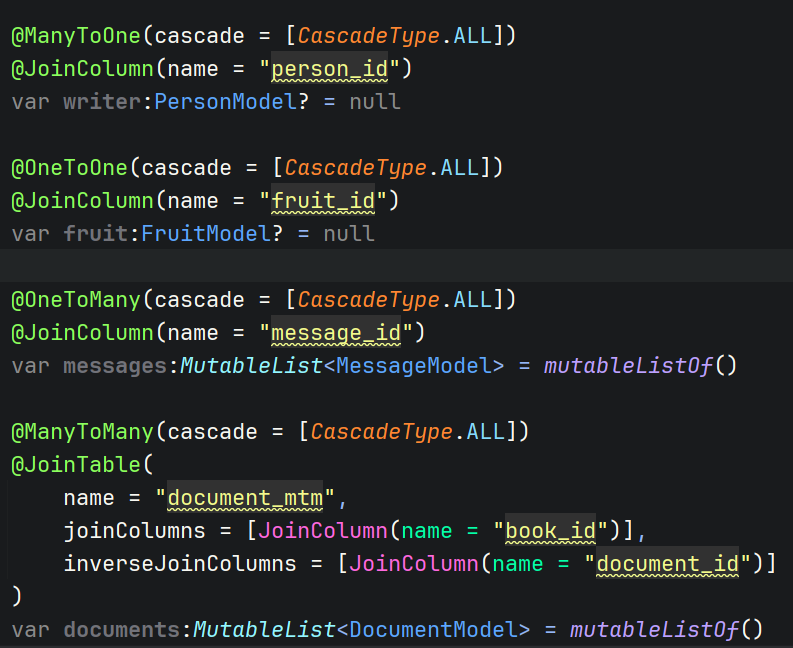 @ManyToOne(cascade = [CascadeType.ALL])
@JoinColumn(name = "person_id")
var writer:PersonModel? = null
@OneToOne(cascade = [CascadeType.ALL])
@JoinColumn(name = "fruit_id")
var fruit:FruitModel? = null
@OneToMany(cascade = [CascadeType.ALL])
@JoinColumn(name = "message_id")
var messages:MutableList<MessageModel> = mutableListOf()
@ManyToMany(cascade = [CascadeType.ALL])
@JoinTable(
    name = "document_mtm",
    joinColumns = [JoinColumn(name = "book_id")],
    inverseJoinColumns = [JoinColumn(name = "document_id")]
)
var documents:MutableList<DocumentModel> = mutableListOf()